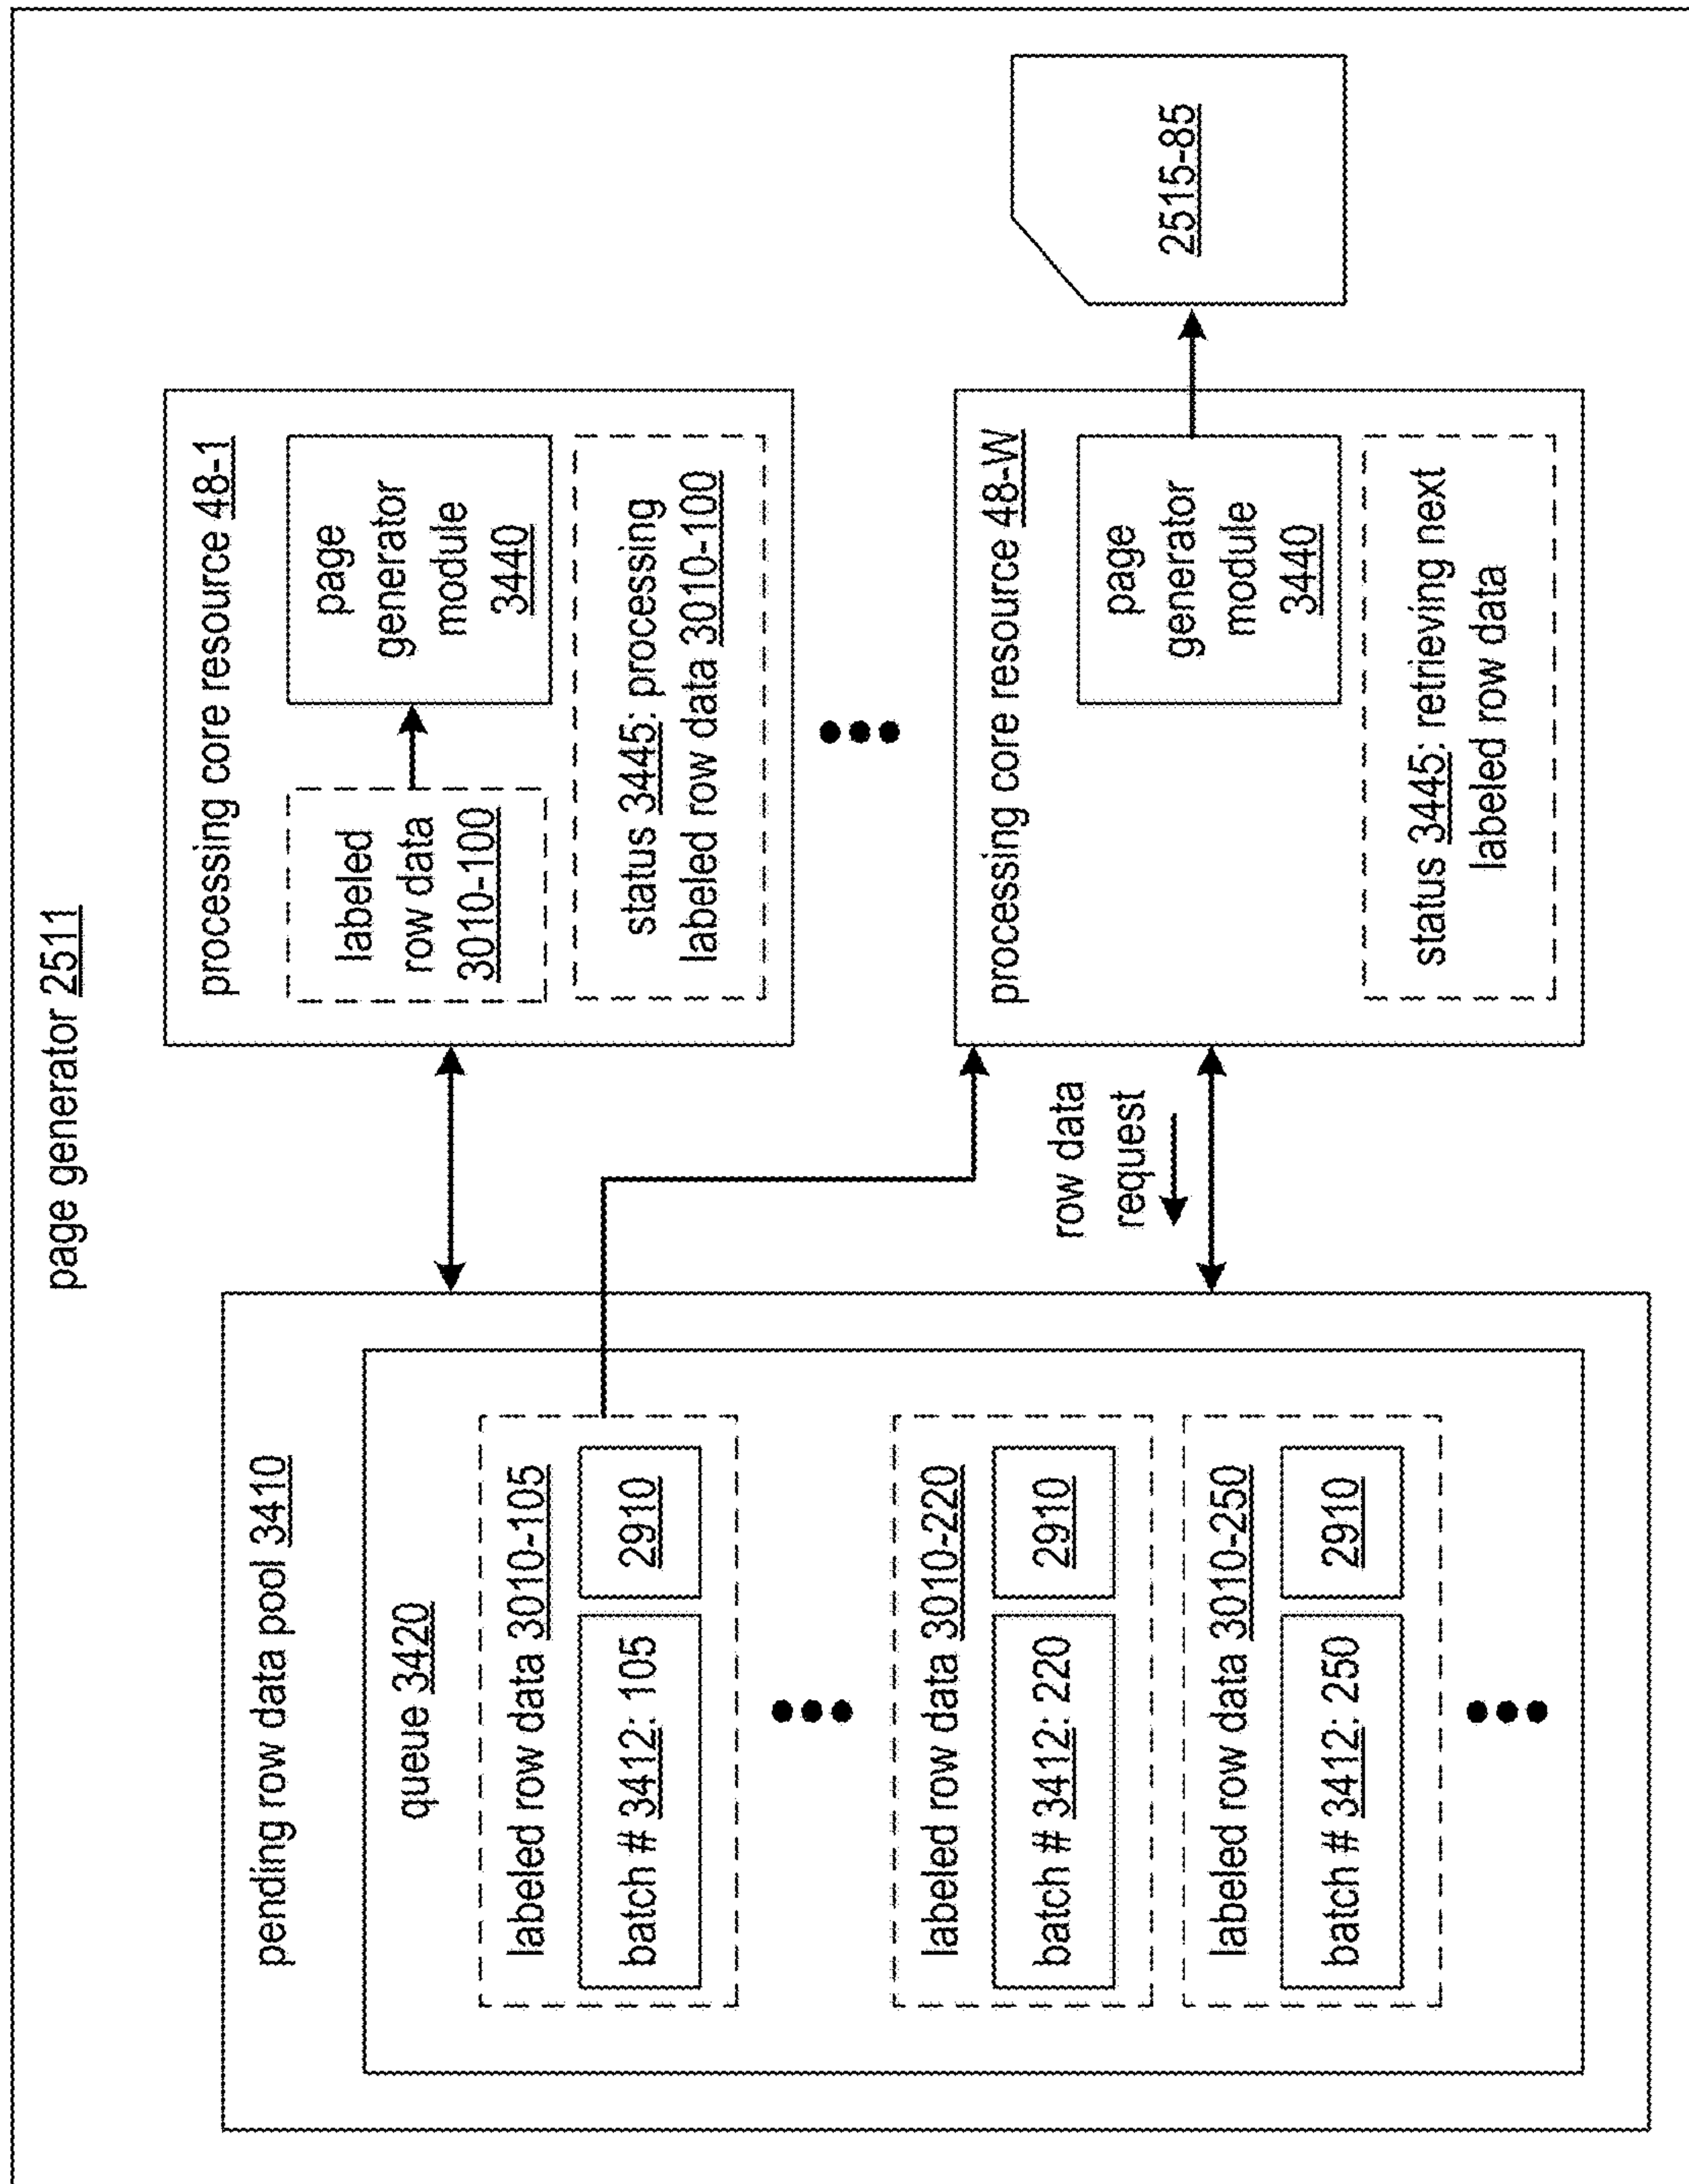 page generator 2511
pending row data pool 3410
queue 3420
labeled row data 3010-105
batch # 3412: 105
2910
labeled row data 3010-220
batch # 3412: 220
2910
labeled row data 3010-250
batch # 3412: 250
2910
row data
request
processing core resource 48-1
labeled
row data
3010-100
page
generator
module
3440
status 3445: processing
labeled row data 3010-100
processing core resource 48-W
page
generator
module
3440
status 3445: retrieving next
labeled row data
2515-85